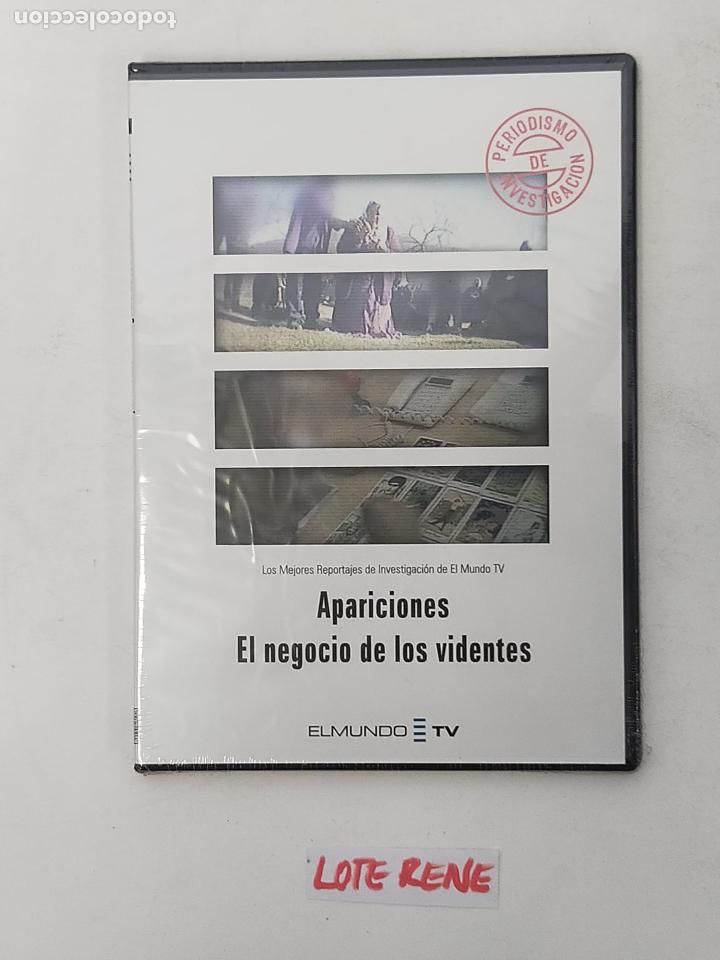 todocoleccion
PERIODISMO
DE
INVESTIGACION
Los Mejores Reportajes de Investigación de El Mundo TV
Apariciones
El negocio de los videntes
ELMUNDO TV
LOTE RENE